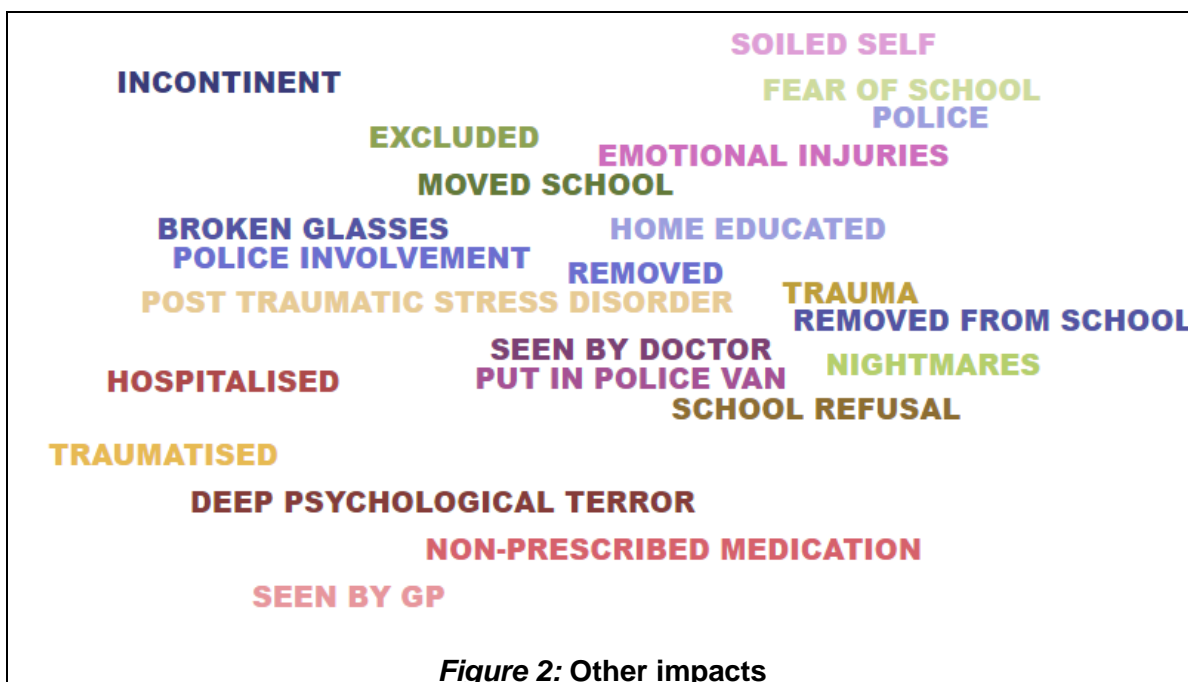 SOILED SELF
INCONTINENT
FEAR OF SCHOOL
POLICE
EXCLUDED
EMOTIONAL INJURIES
MOVED SCHOOL
BROKEN GLASSES
HOME EDUCATED
POLICE INVOLVEMENT
REMOVED
TRAUMA
POST TRAUMATIC STRESS DISORDER
REMOVED FROM SCHOOL
SEEN BY DOCTOR
NIGHTMARES
PUT IN POLICE VAN
HOSPITALISED
SCHOOL REFUSAL
TRAUMATISED
DEEP PSYCHOLOGICAL TERROR
NON-PRESCRIBED MEDICATION
SEEN BY GP
Figure 2: Other impacts